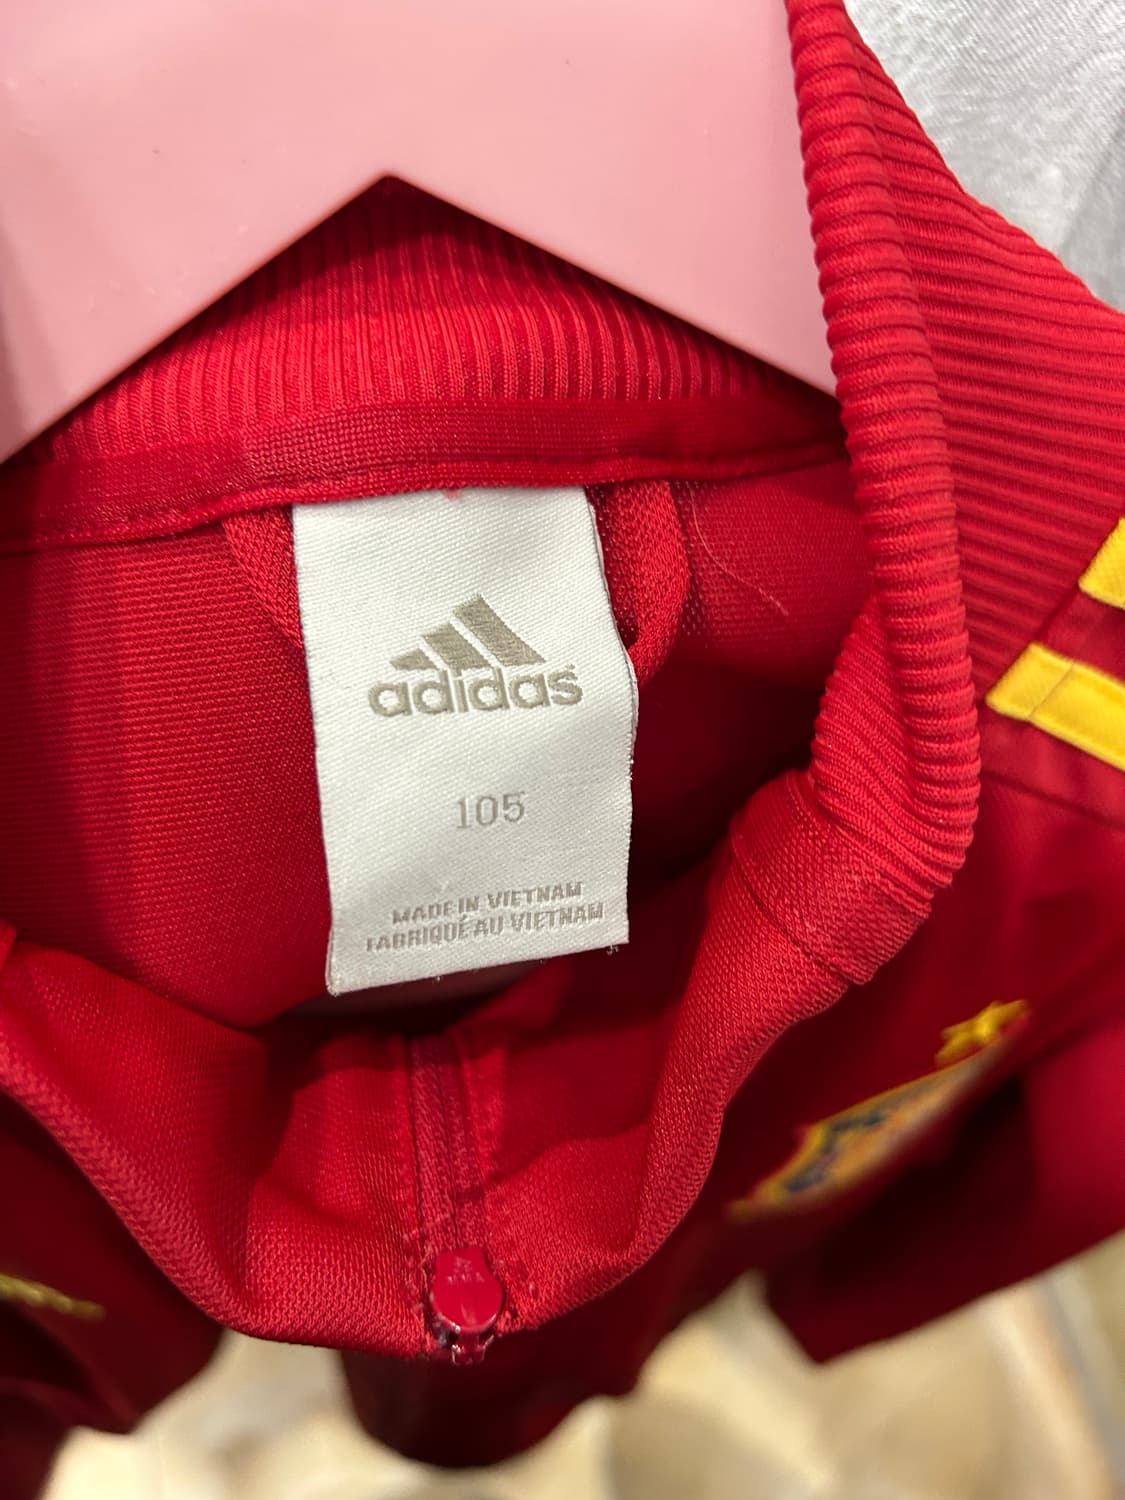 adidas
105
MADE IN VIETNAM
FABRIQUÉ AU VIETNAM